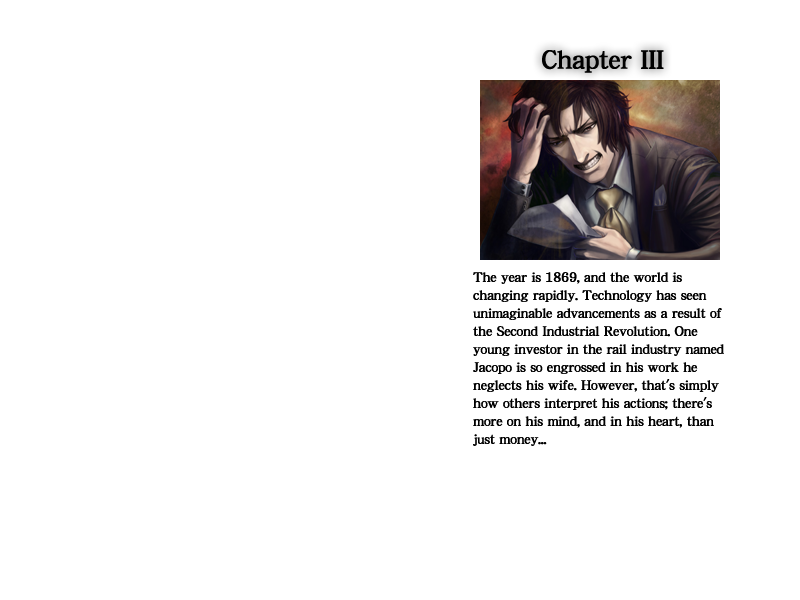 Chapter III
The year is 1869, and the world is
changing rapidly. Technology has seen
unimaginable advancements as a result of
the Second Industrial Revolution. One
young investor in the rail industry named
Jacopo is so engrossed in his work he
neglects his wife. However, that's simply
how others interpret his actions; there's
more on his mind, and in his heart, than
just money...